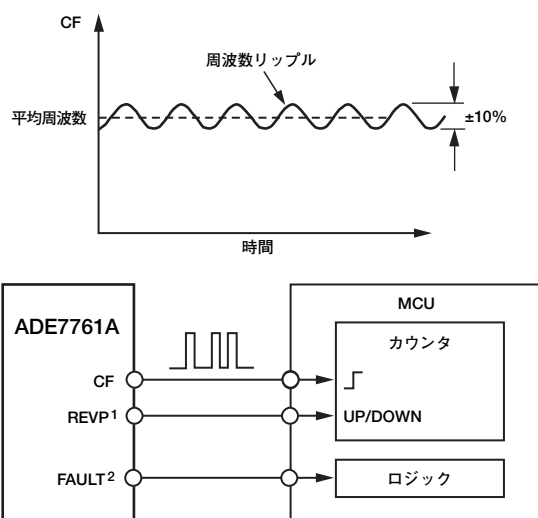 CF
周波数リップル
平均周波数
±10%
時間
MCU
ADE7761A
カウンタ
CF
REVP1
UP/DOWN
FAULT2
ロジック